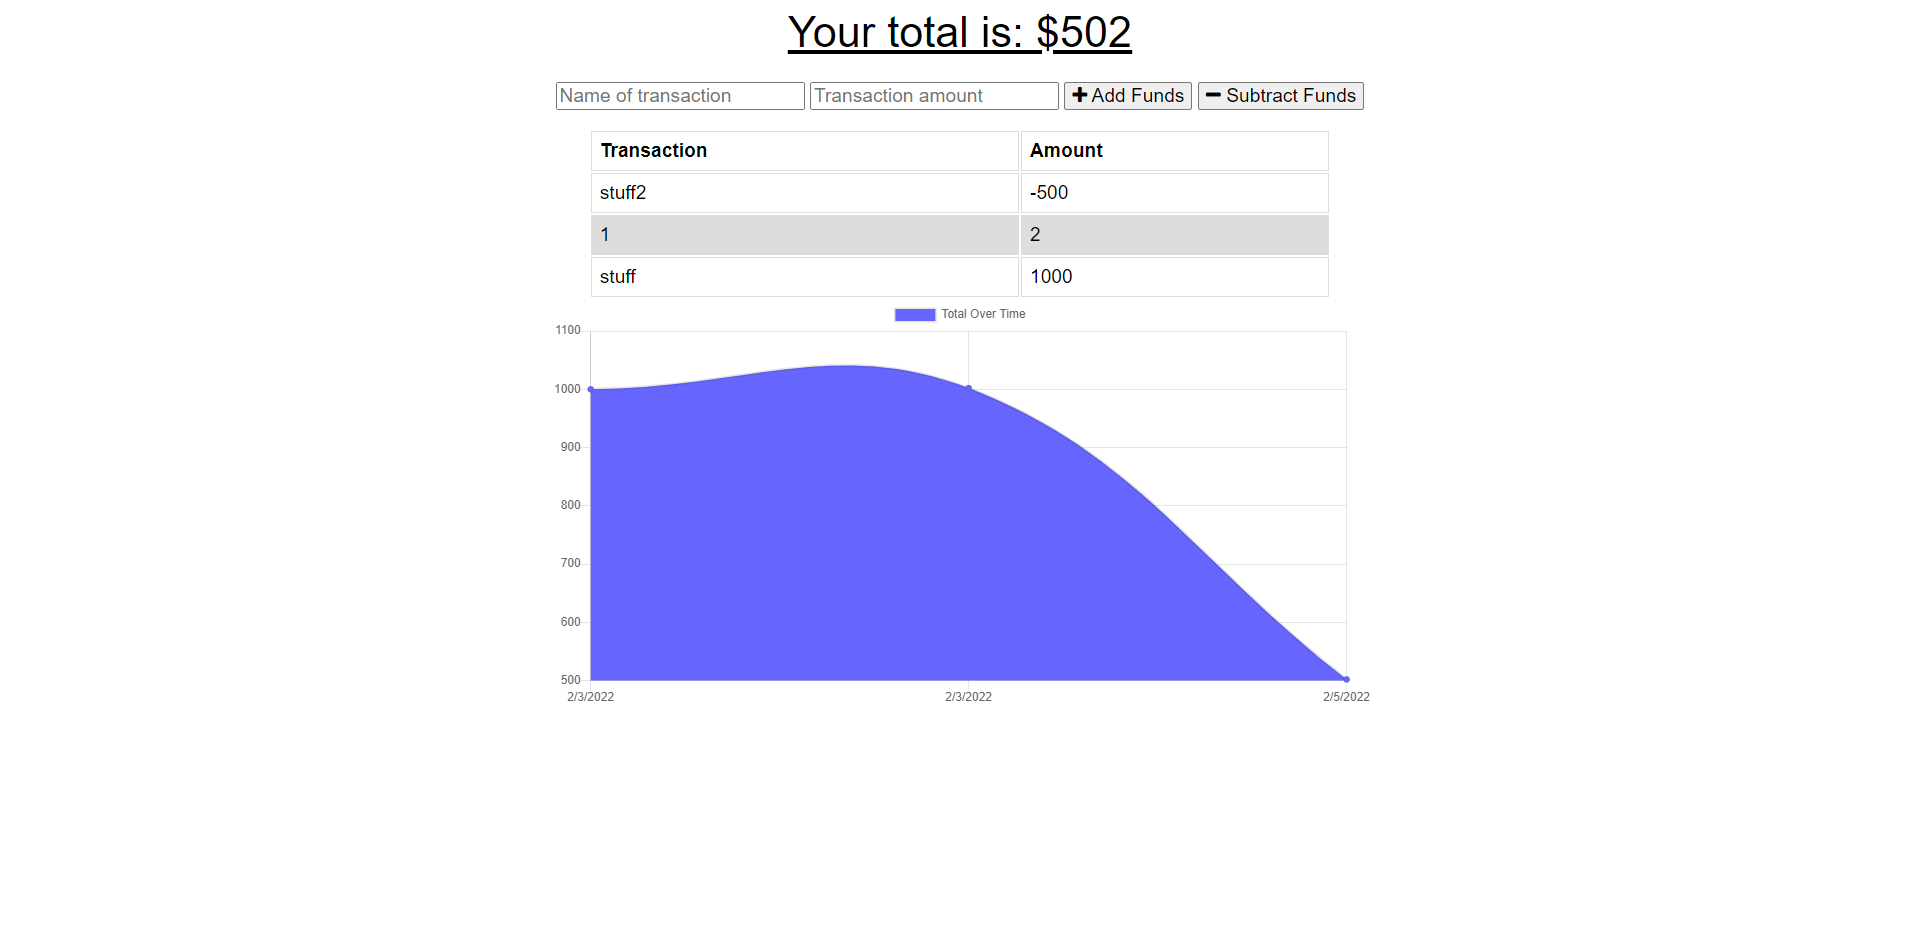 Your total is: $502
Name of transaction Transaction amount Add Funds Subtract Funds
Transaction Amount
stuff2 -500
1 2
stuff 1000
Total Over Time
1100
1000
900
800
700
600
500
2/3/2022 2/3/2022 2/5/2022